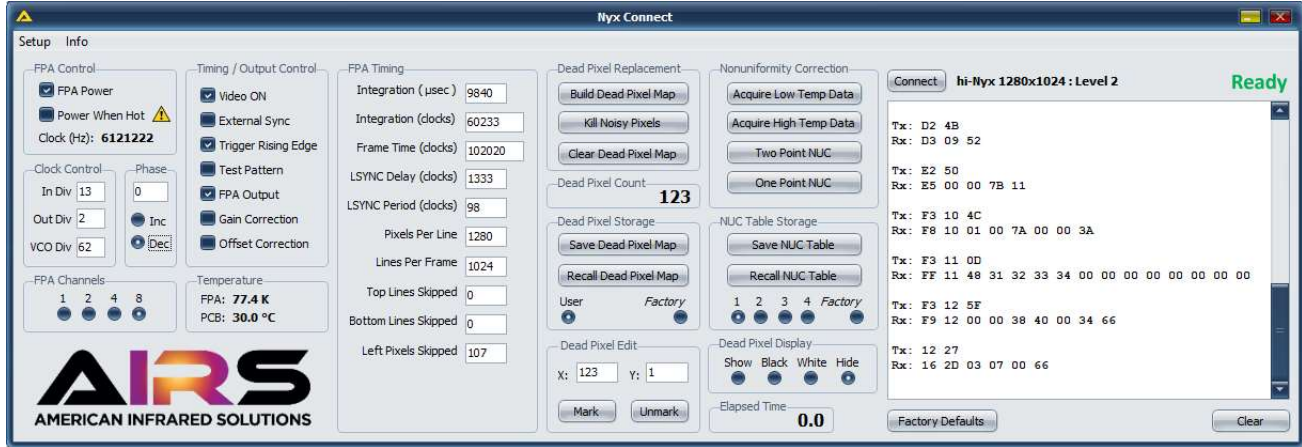 Nyx Connect
Setup Info
FPA Control
FPA Power
Power When Hot
Clock (Hz): 6121222
Clock Control
In Div 13
Out Div 2
VCO Div 62
Phase
0
Inc
Dec
FPA Channels
1 2 4 8
AIRS
AMERICAN INFRARED SOLUTIONS
Timing / Output Control
Video ON
External Sync
Trigger Rising Edge
Test Pattern
FPA Output
Gain Correction
Offset Correction
Temperature
FPA: 77.4 K
PCB: 30.0 °C
FPA Timing
Integration ( µsec ) 9840
Integration (clocks) 60233
Frame Time (clocks) 102020
LSYNC Delay (clocks) 1333
LSYNC Period (clocks) 98
Pixels Per Line 1280
Lines Per Frame 1024
Top Lines Skipped 0
Bottom Lines Skipped 0
Left Pixels Skipped 107
Dead Pixel Replacement
Build Dead Pixel Map
Kill Noisy Pixels
Clear Dead Pixel Map
Dead Pixel Count
123
Dead Pixel Storage
Save Dead Pixel Map
Recall Dead Pixel Map
User Factory
Dead Pixel Edit
X: 123 Y: 1
Mark Unmark
Nonuniformity Correction
Acquire Low Temp Data
Acquire High Temp Data
Two Point NUC
One Point NUC
NUC Table Storage
Save NUC Table
Recall NUC Table
1 2 3 4 Factory
Dead Pixel Display
Show Black White Hide
Elapsed Time
0.0
Connect hi-Nyx 1280x1024 : Level 2 Ready
Tx: D2 4B
Rx: D3 09 52
Tx: E2 50
Rx: E5 00 00 7B 11
Tx: F3 10 4C
Rx: F8 10 01 00 7A 00 00 3A
Tx: F3 11 0D
Rx: FF 11 48 31 32 33 34 00 00 00 00 00 00 00 00
Tx: F3 12 5F
Rx: F9 12 00 00 38 40 00 34 66
Tx: 12 27
Rx: 16 2D 03 07 00 66
Factory Defaults Clear